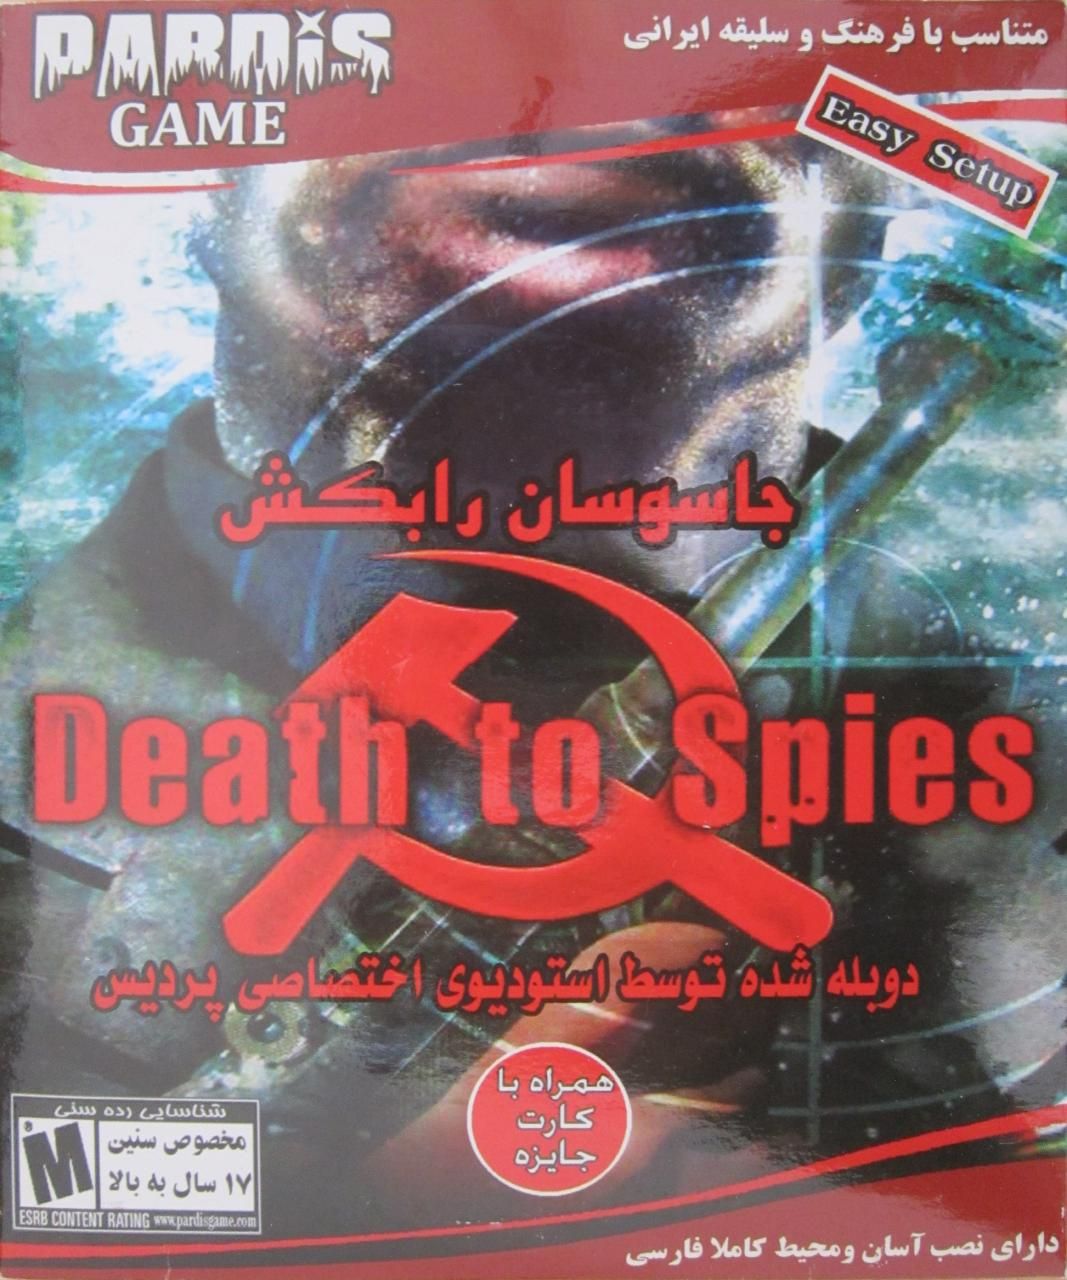 PARDIS
GAME
متناسب با فرهنگ و سلیقه ایرانی
Easy Setup
جاسوسان رابکش
Death to Spies
دوبله شده توسط استودیوی اختصاصی پردیس
همراه با
کارت
جایزه
شناسایی رده سنی
M
مخصوص سنین
۱۷ سال به بالا
ESRB CONTENT RATING www.pardisgame.com
دارای نصب آسان ومحیط کاملا فارسی